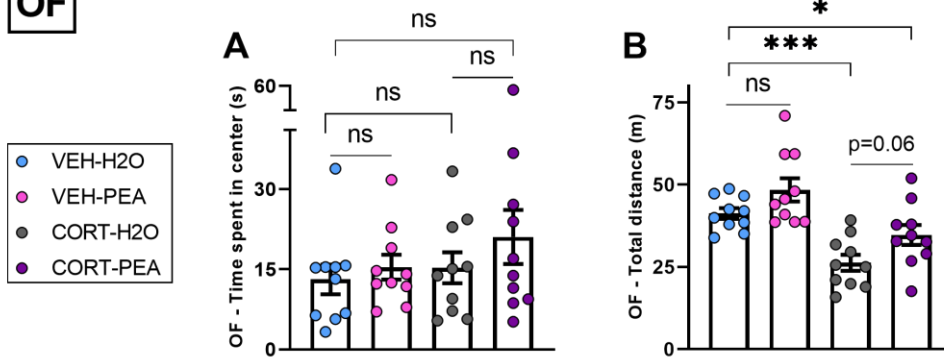 OF
VEH-H2O
VEH-PEA
CORT-H2O
CORT-PEA
A
ns
ns
ns
ns
OF - Time spent in center (s)
60
30
15
0
B
*
***
ns
p=0.06
OF - Total distance (m)
75
50
25
0